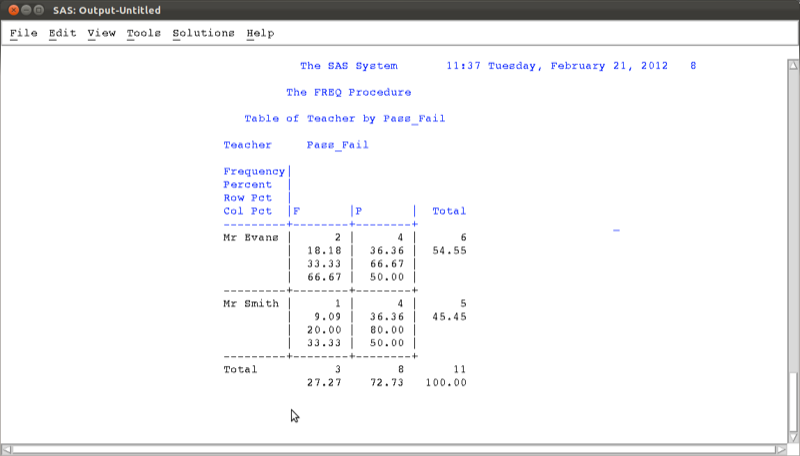 SAS: Output-Untitled
File Edit View Tools Solutions Help
The SAS System 11:37 Tuesday, February 21, 2012 8
The FREQ Procedure
Table of Teacher by Pass_Fail
Teacher Pass_Fail
Frequency|
Percent |
Row Pct |
Col Pct |F |P | Total
---------+--------+--------+
Mr Evans | 2 | 4 | 6
| 18.18 | 36.36 | 54.55
| 33.33 | 66.67 |
| 66.67 | 50.00 |
---------+--------+--------+
Mr Smith | 1 | 4 | 5
| 9.09 | 36.36 | 45.45
| 20.00 | 80.00 |
| 33.33 | 50.00 |
---------+--------+--------+
Total 3 8 11
27.27 72.73 100.00